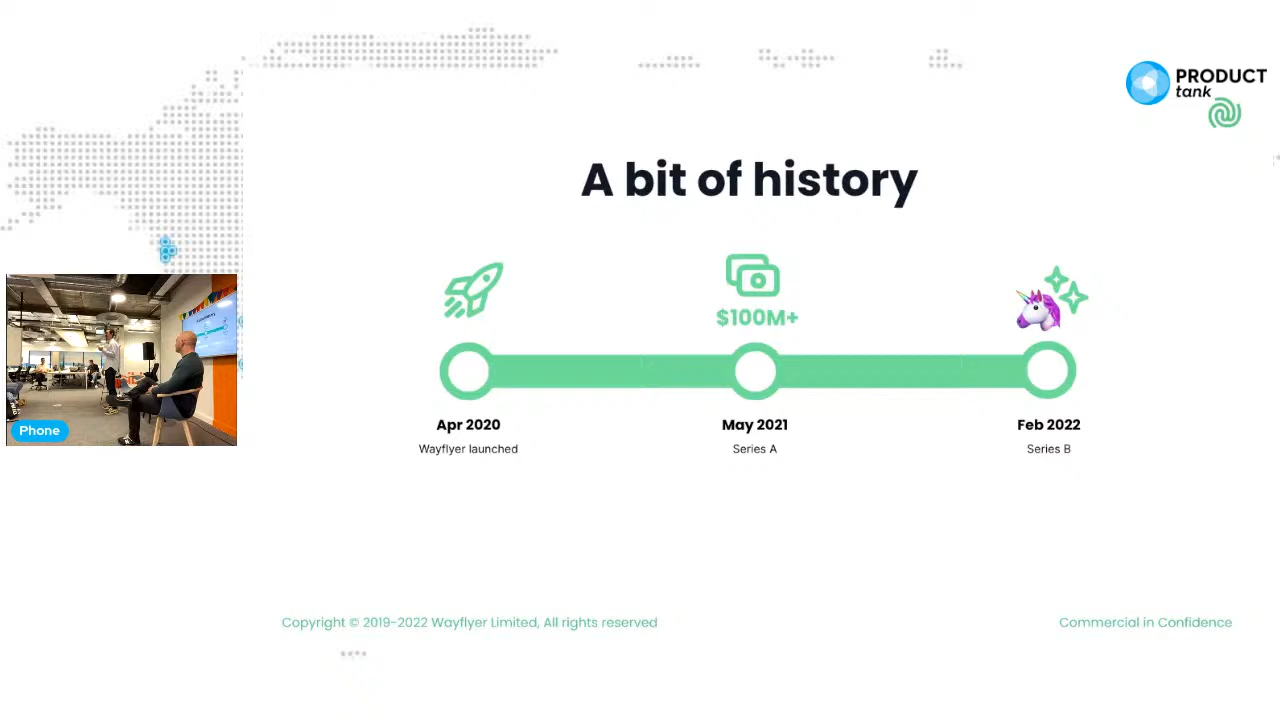 PRODUCT
tank
A bit of history
$100M+
Apr 2020
May 2021
Feb 2022
Wayflyer launched
Series A
Series B
Phone
Copyright © 2019-2022 Wayflyer Limited, All rights reserved
Commercial in Confidence